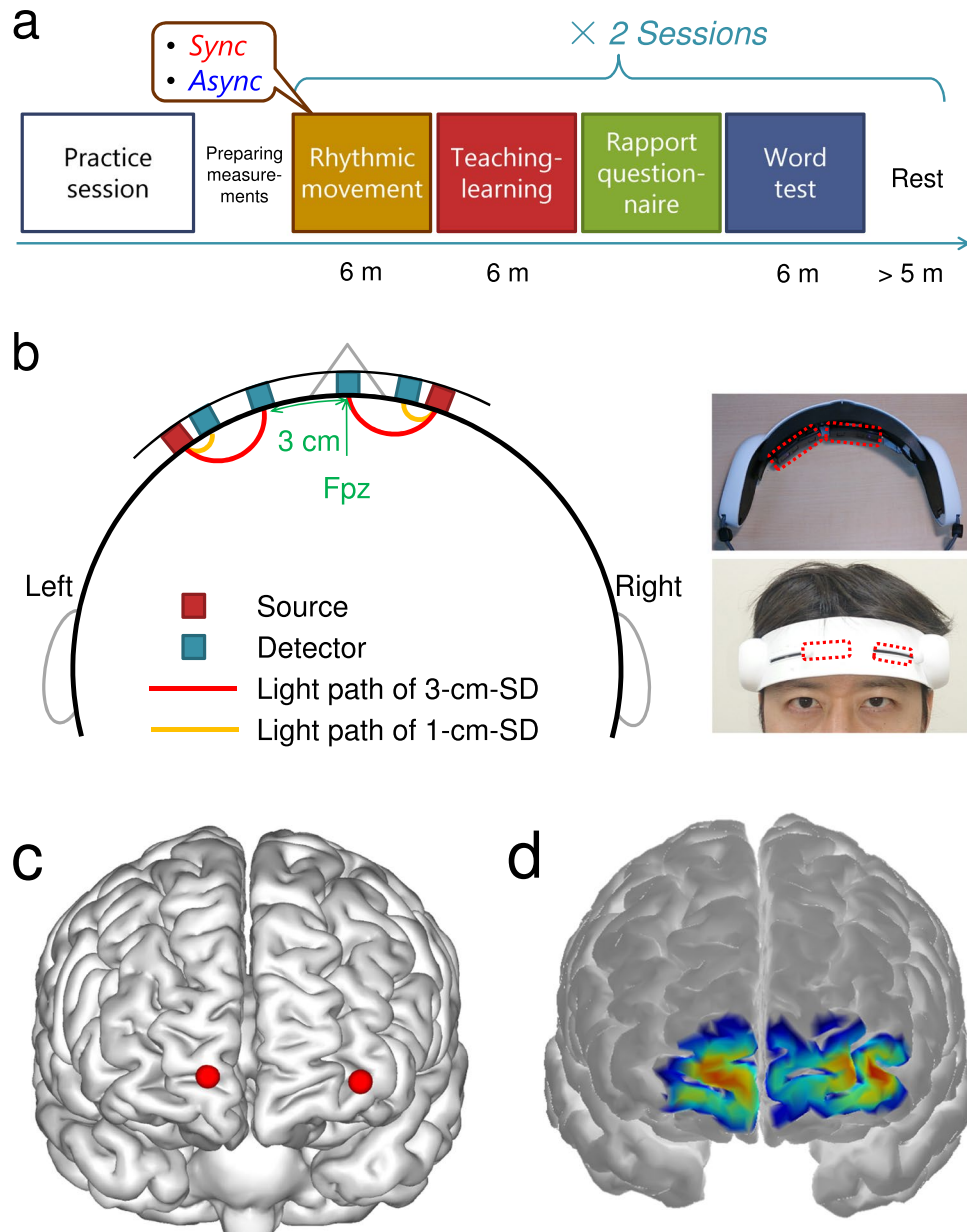 a
• Sync
• Async
× 2 Sessions
Practice
session
Preparing
measure-
ments
Rhythmic
movement
Teaching-
learning
Rapport
question-
naire
Word
test
Rest
6 m
6 m
6 m
> 5 m
b
3 cm
Fpz
Left
Right
Source
Detector
Light path of 3-cm-SD
Light path of 1-cm-SD
c
d